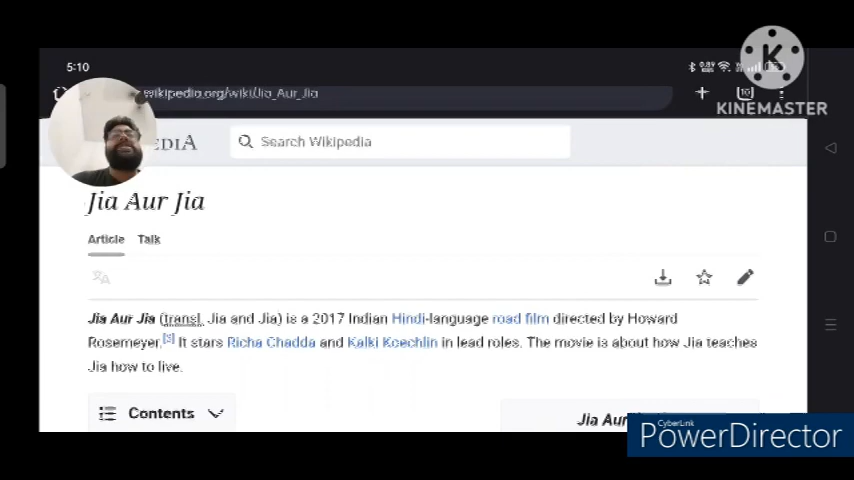 5:10
wikipedia.org/wiki/Jia_Aur_Jia
KINEMASTER
Search Wikipedia
Jia Aur Jia
Article Talk
Jia Aur Jia (transl. Jia and Jia) is a 2017 Indian Hindi-language road film directed by Howard
Rosemeyer.[3] It stars Richa Chadda and Kalki Koechlin in lead roles. The movie is about how Jia teaches
Jia how to live.
Contents
Jia Aur
CyberLink
PowerDirector